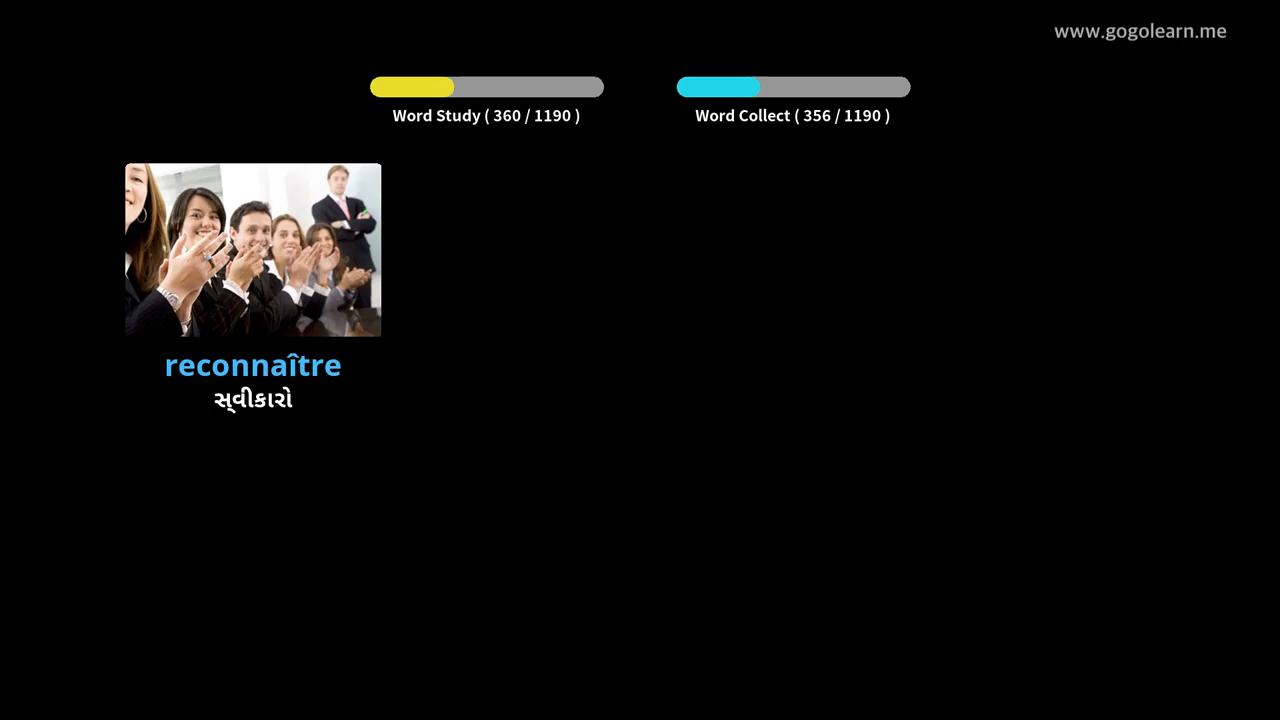 www.gogolearn.me
Word Study ( 360 / 1190 )
Word Collect ( 356 / 1190 )
reconnaître
સ્વીકારો